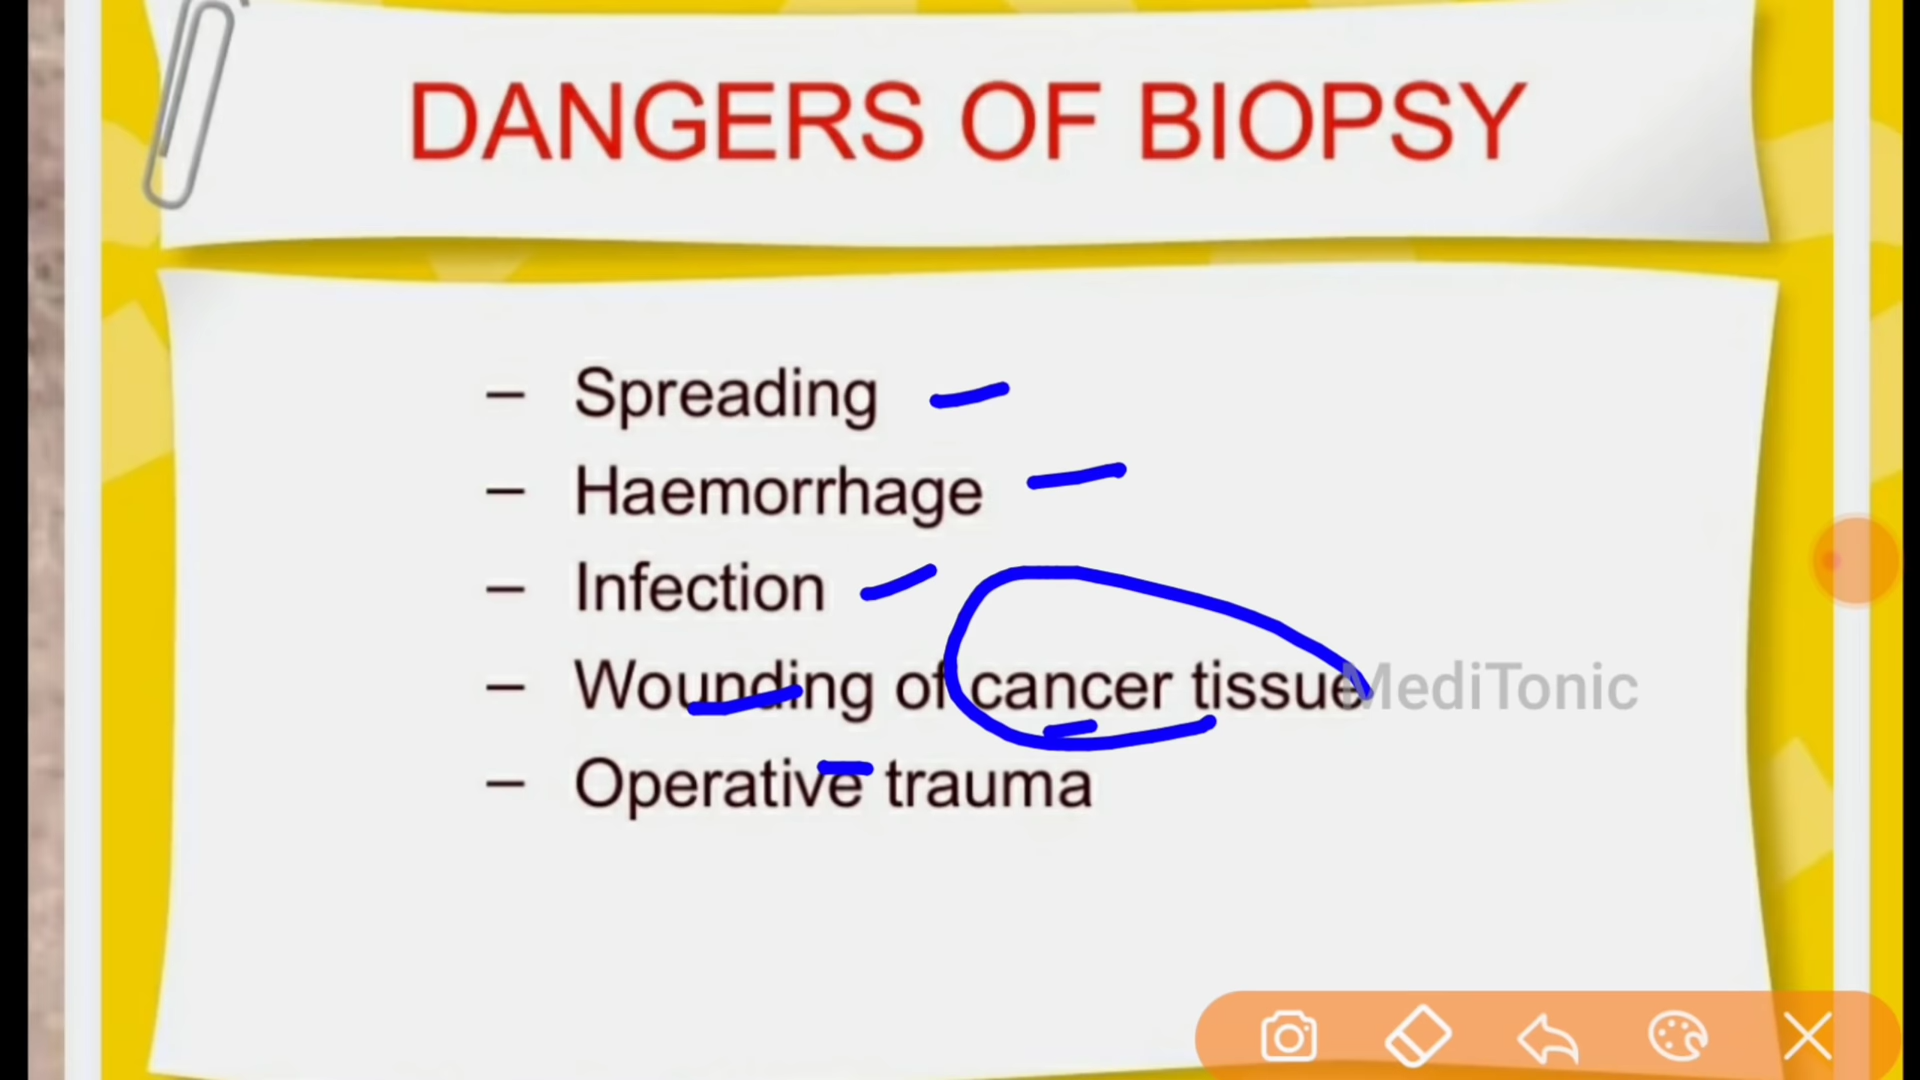 DANGERS OF BIOPSY
– Spreading
– Haemorrhage
– Infection
– Wounding of cancer tissue
MediTonic
– Operative trauma